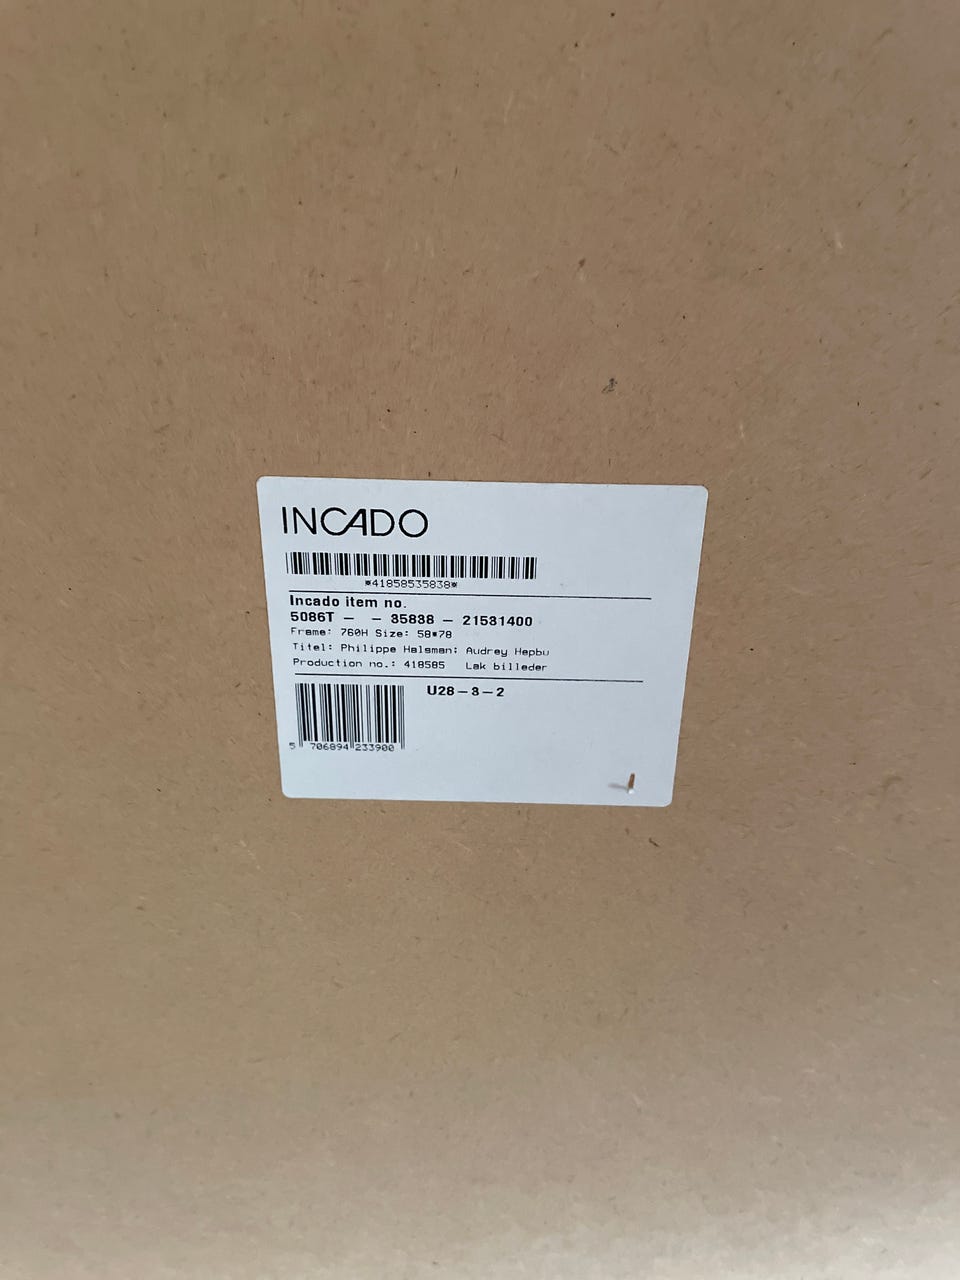 INCADO
*41858535838*
Incado item no.
5086T - - 35838 - 21531400
Frame: 760H Size: 58*78
Titel: Philippe Halsman: Audrey Hepbu
Production no.: 418585 Lak billeder
U28-3-2
5 706894 233900